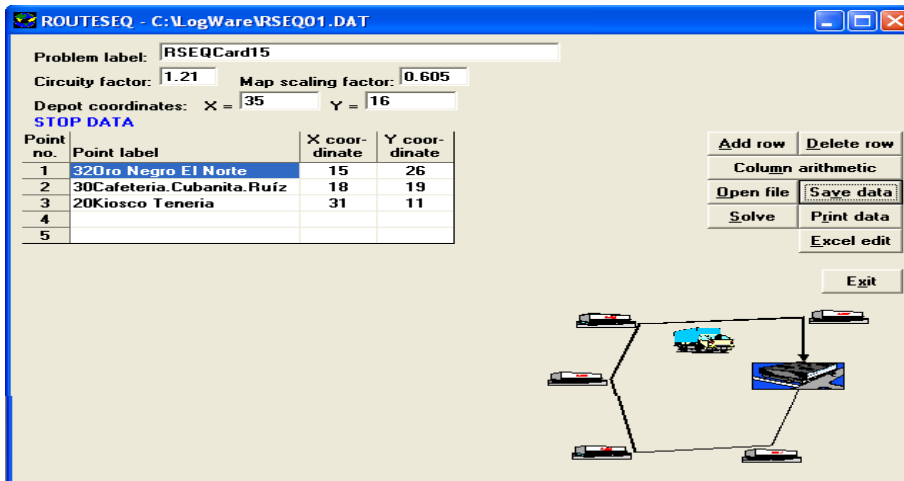 ROUTESEQ - C:\LogWare\RSEQ01.DAT
Problem label: RSEQCard15
Circuity factor: 1.21 Map scaling factor: 0.605
Depot coordinates: X = 35 Y = 16
STOP DATA
Point no. Point label X coor-dinate Y coor-dinate
1 32Oro Negro El Norte 15 26
2 30Cafeteria.Cubanita.Ruíz 18 19
3 20Kiosco Teneria 31 11
4
5
Add row Delete row
Column arithmetic
Open file Save data
Solve Print data
Excel edit
Exit